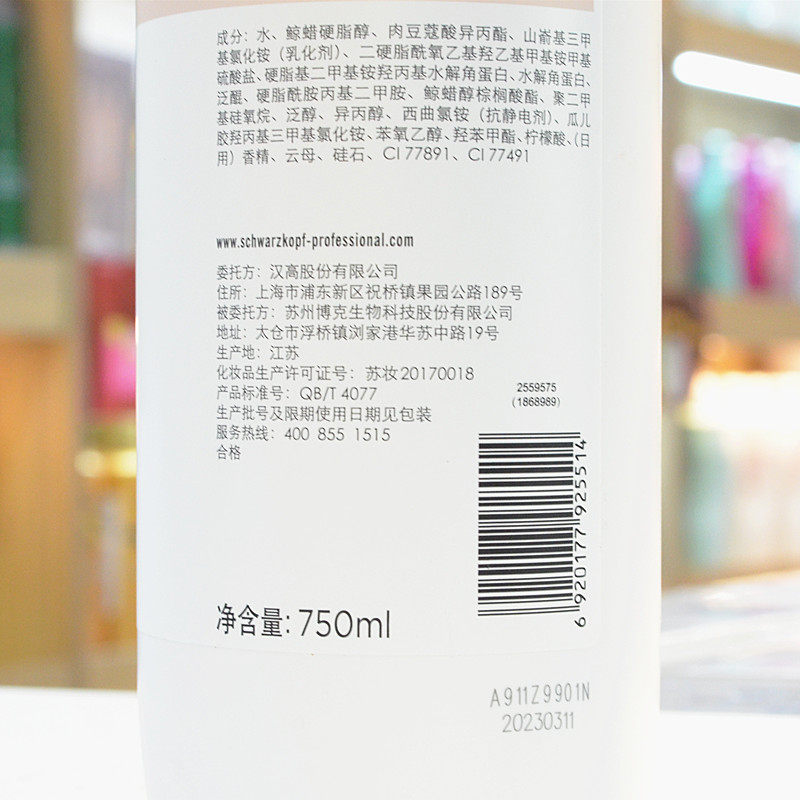 成分：水、鲸蜡硬脂醇、肉豆蔻酸异丙酯、山嵛基三甲
基氯化铵（乳化剂）、二硬脂酰氧乙基羟乙基甲基铵甲基
硫酸盐、硬脂基二甲基铵羟丙基水解角蛋白、水解角蛋白、
泛醌、硬脂酰胺丙基二甲胺、鲸蜡醇棕榈酸酯、聚二甲
基硅氧烷、泛醇、异丙醇、西曲氯铵（抗静电剂）、瓜儿
胶羟丙基三甲基氯化铵、苯氧乙醇、羟苯甲酯、柠檬酸、（日
用）香精、云母、硅石、CI 77891、CI 77491
www.schwarzkopf-professional.com
委托方：汉高股份有限公司
住所：上海市浦东新区祝桥镇果园公路189号
被委托方：苏州博克生物科技股份有限公司
地址：太仓市浮桥镇浏家港华苏中路19号
生产地：江苏
化妆品生产许可证号：苏妆20170018
产品标准号：QB/T 4077
生产批号及限期使用日期见包装
服务热线：400 855 1515
合格
2559575
（1868989）
6 920177 925514
净含量：750ml
A911Z9901N
20230311